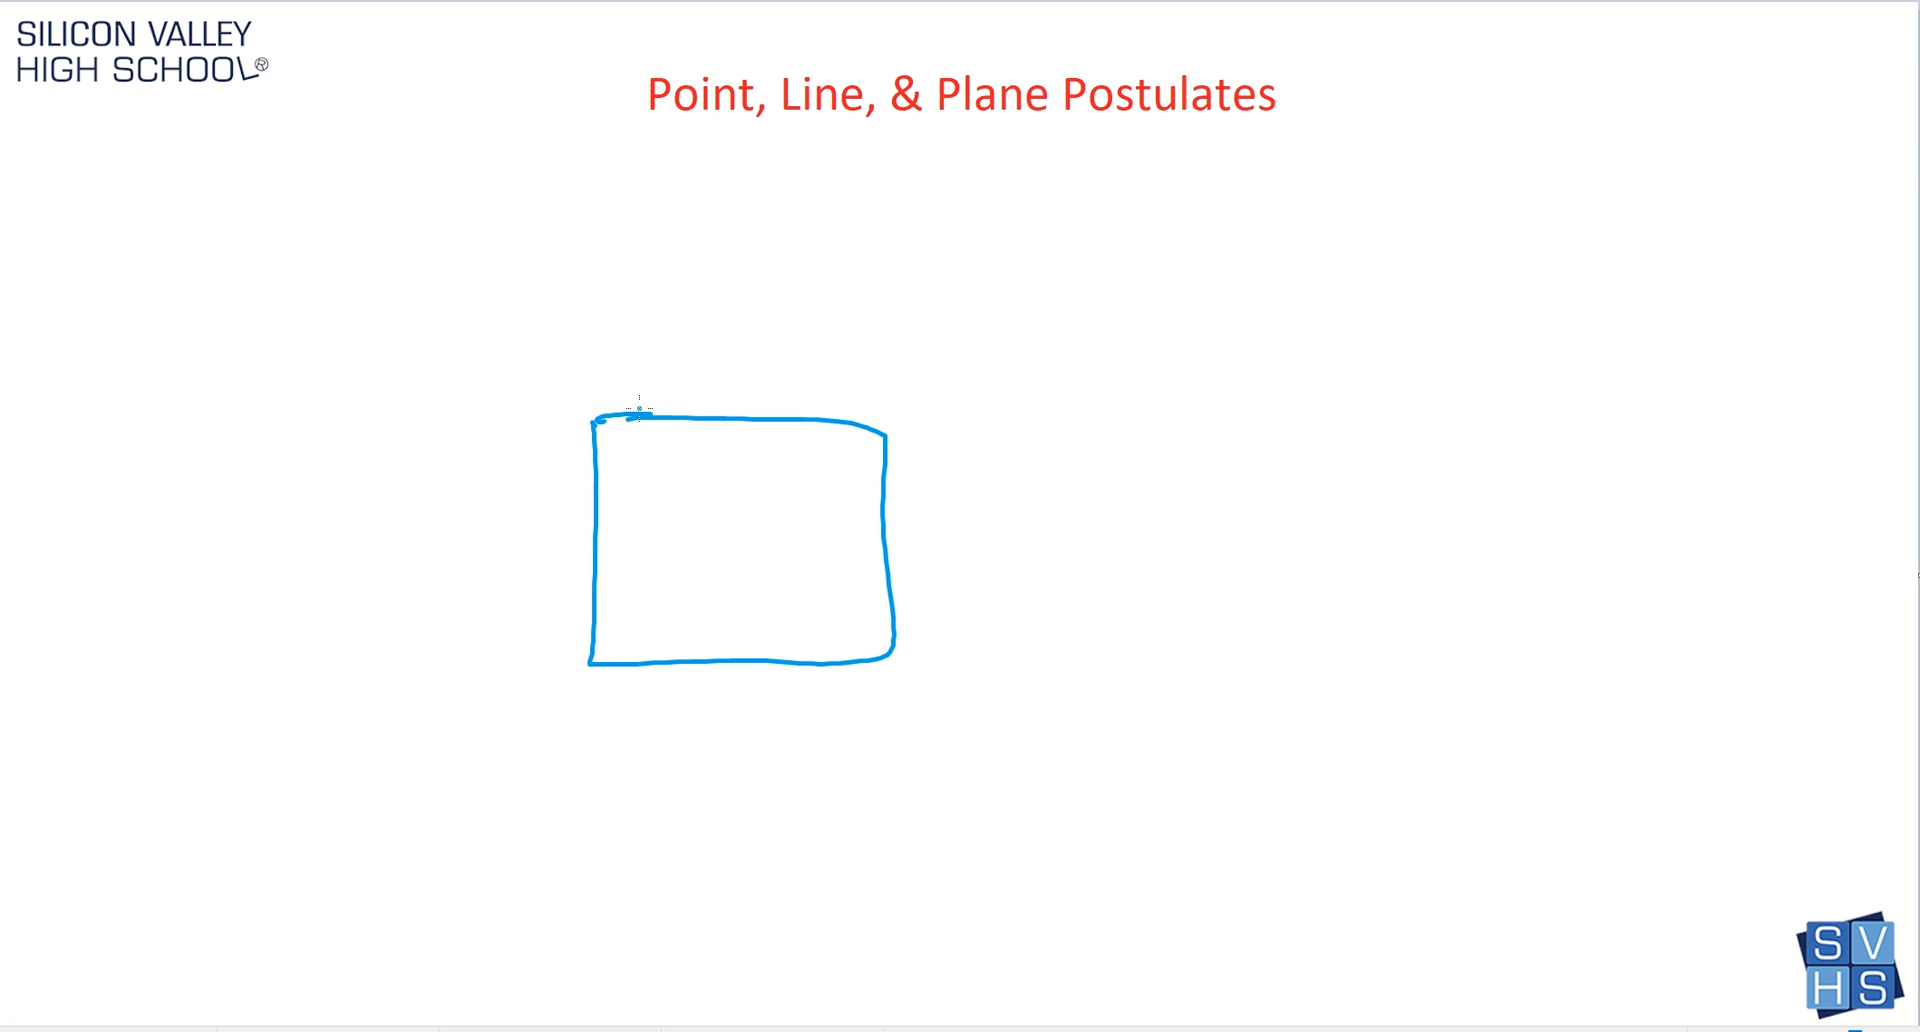 SILICON VALLEY
HIGH SCHOOL®
Point, Line, & Plane Postulates
S V
H S